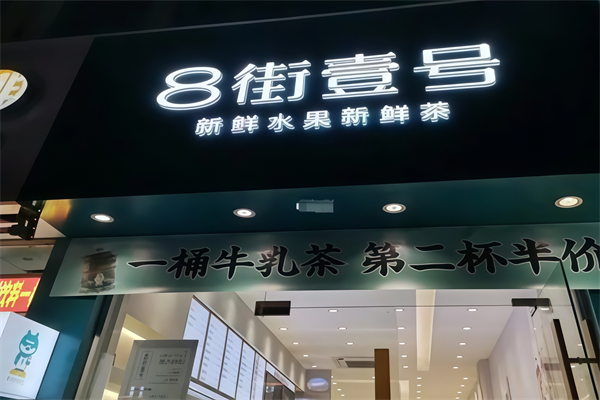 8街壹号
新鲜水果新鲜茶
一桶牛乳茶 第二杯半价